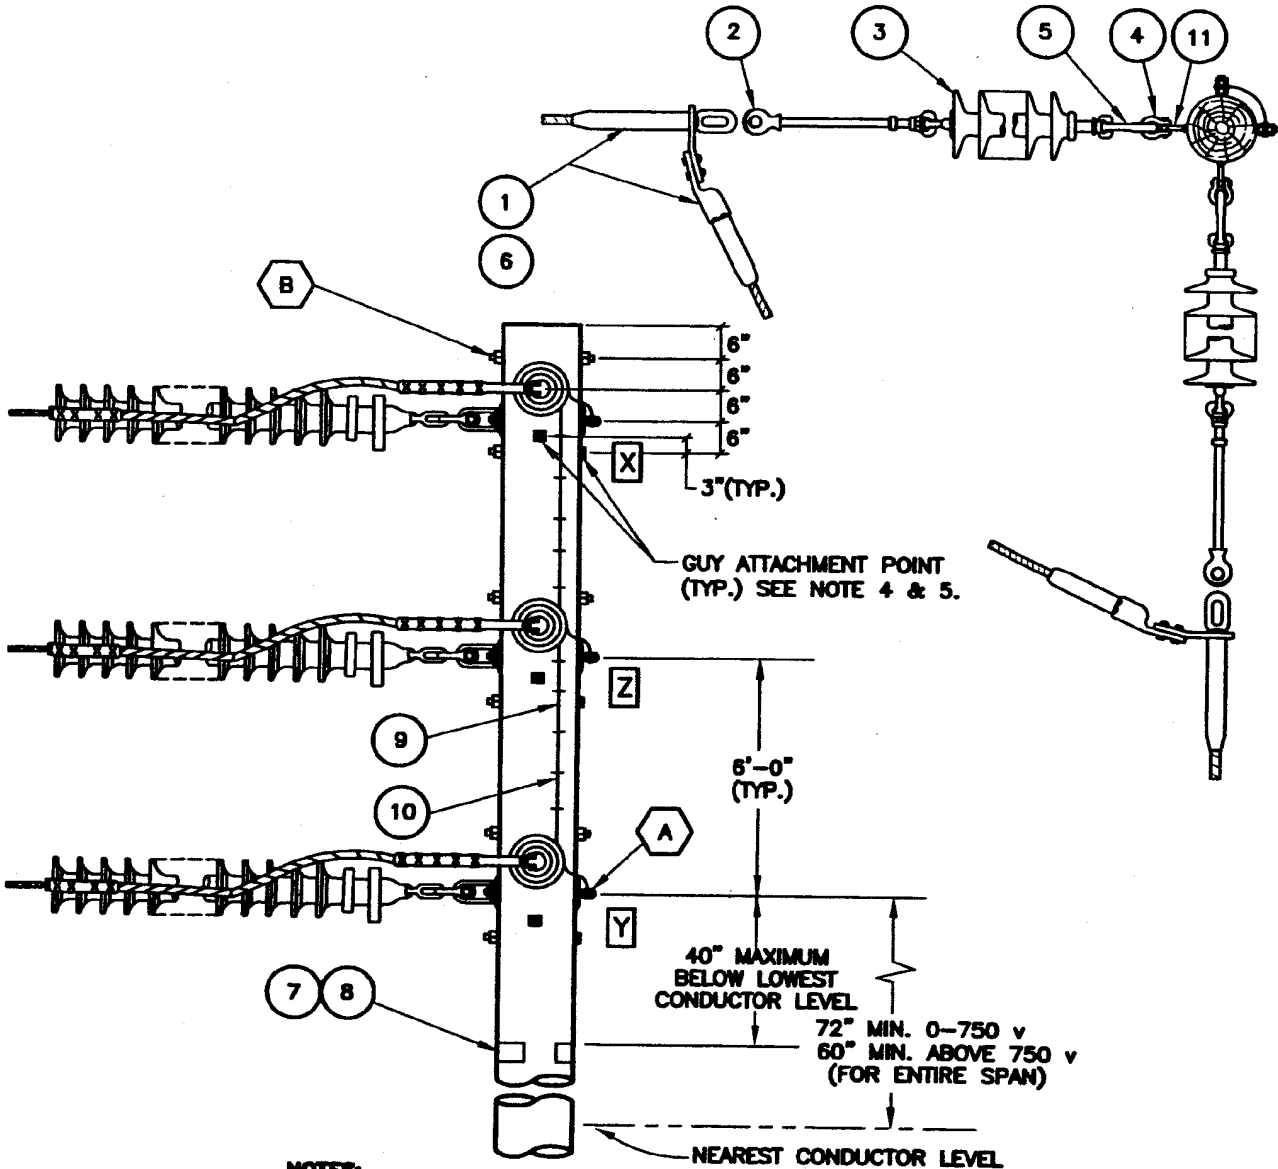 2
3
5
4
11
1
6
B
6"
6"
6"
6"
X
3"(TYP.)
GUY ATTACHMENT POINT
(TYP.) SEE NOTE 4 & 5.
Z
9
6'-0"
(TYP.)
10
A
Y
40" MAXIMUM
BELOW LOWEST
CONDUCTOR LEVEL
7
8
72" MIN. 0-750 v
60" MIN. ABOVE 750 v
(FOR ENTIRE SPAN)
NEAREST CONDUCTOR LEVEL
NOTES: